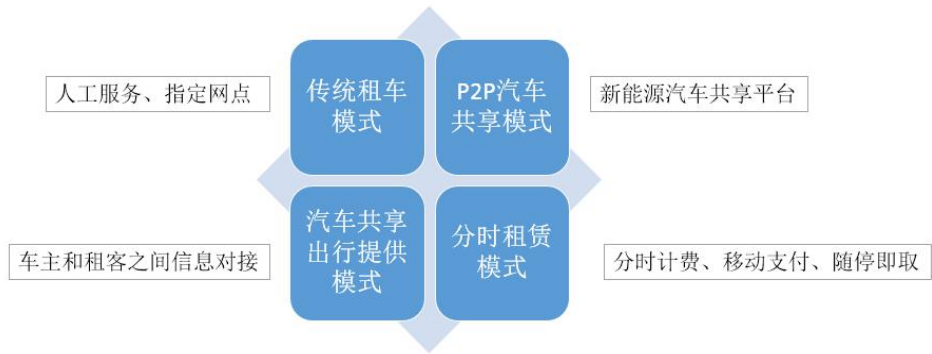 人工服务、指定网点
传统租车
模式
P2P汽车
共享模式
新能源汽车共享平台
车主和租客之间信息对接
汽车共享
出行提供
模式
分时租赁
模式
分时计费、移动支付、随停即取